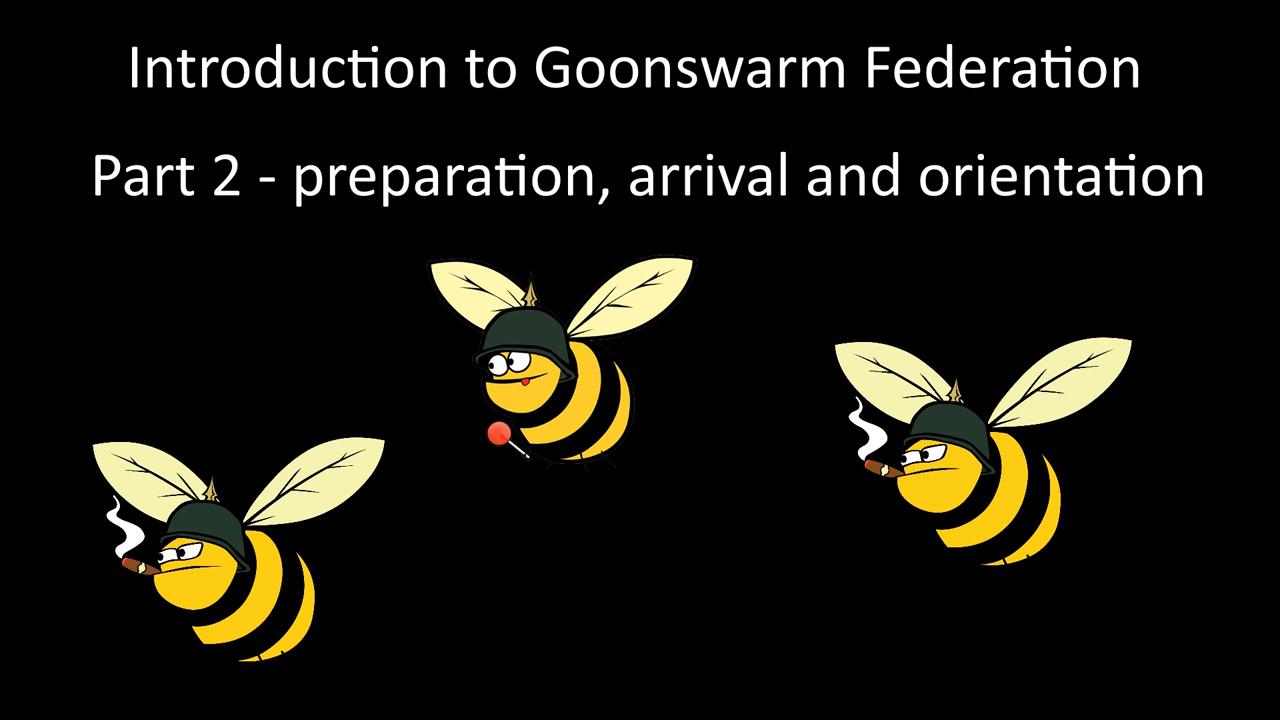 Introduction to Goonswarm Federation
Part 2 - preparation, arrival and orientation